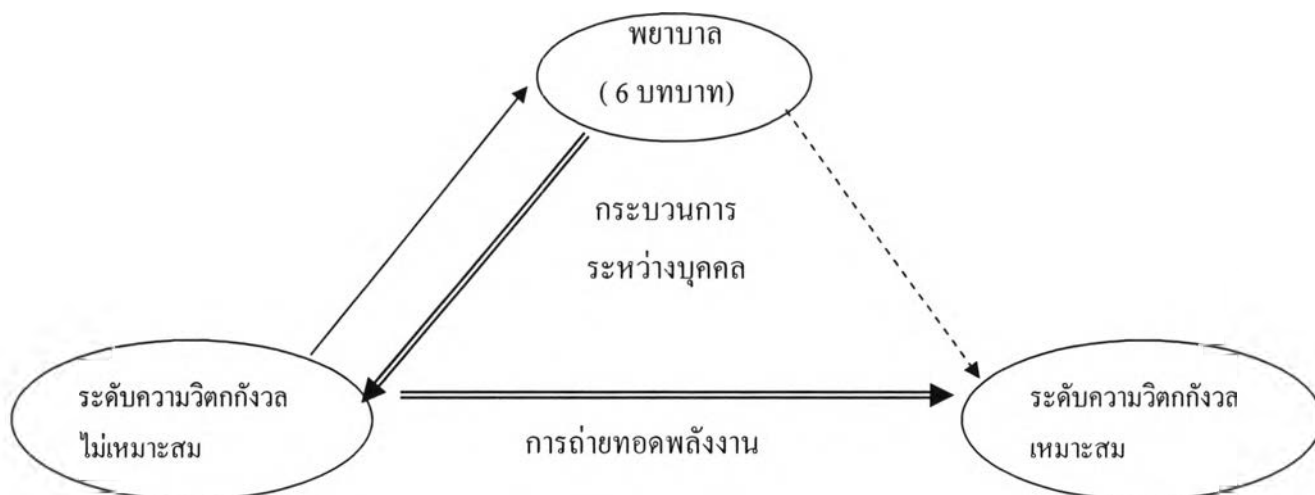 พยาบาล
( 6 บทบาท)
กระบวนการ
ระหว่างบุคคล
ระดับความวิตกกังวล
ไม่เหมาะสม
การถ่ายทอดพลังงาน
ระดับความวิตกกังวล
เหมาะสม